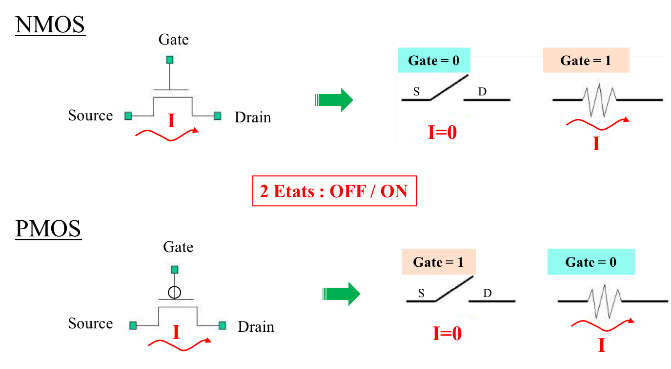 NMOS
Gate
Source
I
Drain
Gate = 0
S
D
I=0
Gate = 1
I
2 Etats : OFF / ON
PMOS
Gate
Source
I
Drain
Gate = 1
S
D
I=0
Gate = 0
I